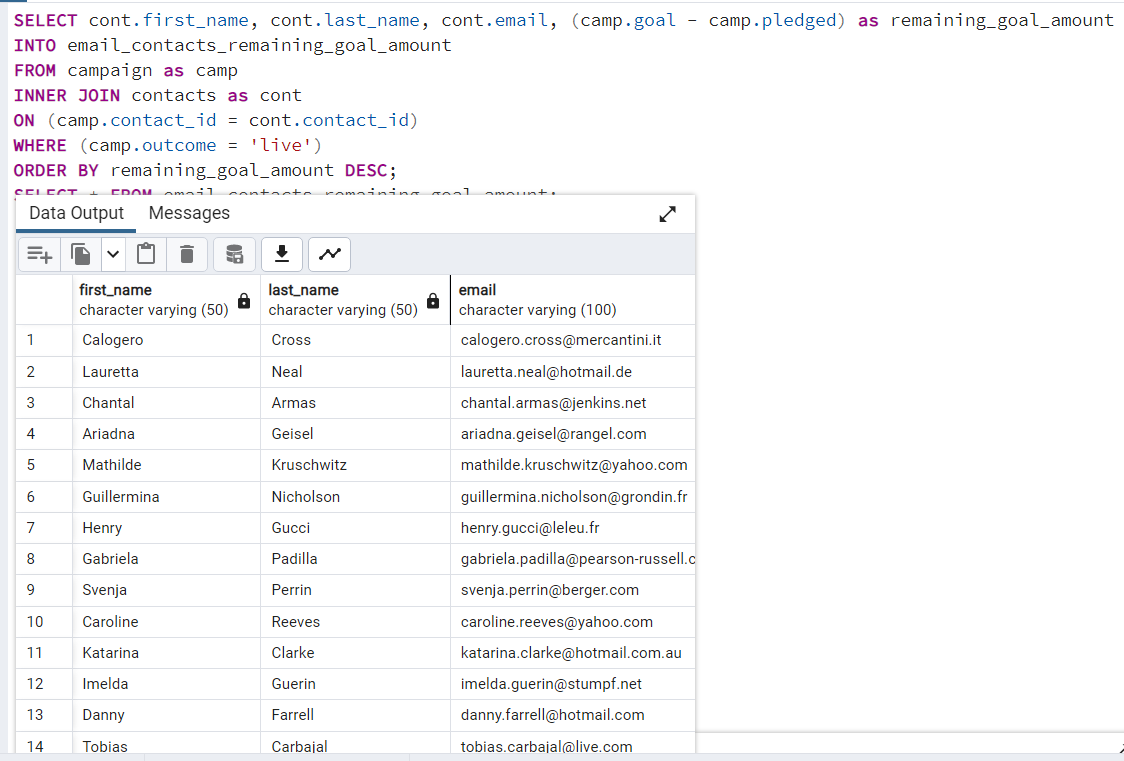 SELECT cont.first_name, cont.last_name, cont.email, (camp.goal - camp.pledged) as remaining_goal_amount
INTO email_contacts_remaining_goal_amount
FROM campaign as camp
INNER JOIN contacts as cont
ON (camp.contact_id = cont.contact_id)
WHERE (camp.outcome = 'live')
ORDER BY remaining_goal_amount DESC;
SELECT * FROM email_contacts_remaining_goal_amount;
Data Output Messages
first_name last_name email
character varying (50) character varying (50) character varying (100)
1 Calogero Cross calogero.cross@mercantini.it
2 Lauretta Neal lauretta.neal@hotmail.de
3 Chantal Armas chantal.armas@jenkins.net
4 Ariadna Geisel ariadna.geisel@rangel.com
5 Mathilde Kruschwitz mathilde.kruschwitz@yahoo.com
6 Guillermina Nicholson guillermina.nicholson@grondin.fr
7 Henry Gucci henry.gucci@leleu.fr
8 Gabriela Padilla gabriela.padilla@pearson-russell.c
9 Svenja Perrin svenja.perrin@berger.com
10 Caroline Reeves caroline.reeves@yahoo.com
11 Katarina Clarke katarina.clarke@hotmail.com.au
12 Imelda Guerin imelda.guerin@stumpf.net
13 Danny Farrell danny.farrell@hotmail.com
14 Tobias Carbajal tobias.carbajal@live.com